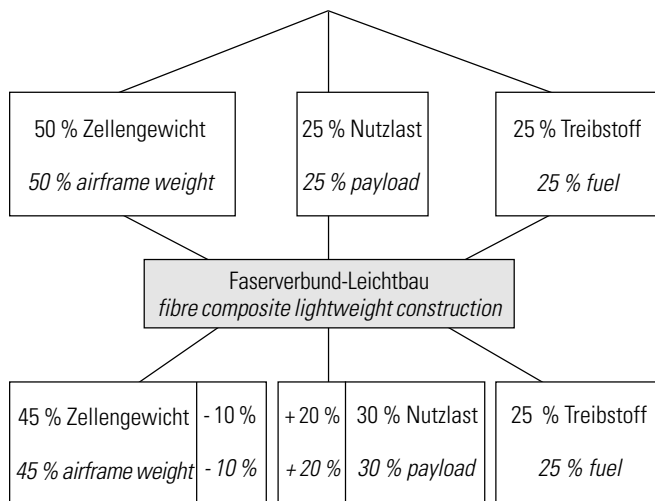 50 % Zellengewicht
50 % airframe weight
25 % Nutzlast
25 % payload
25 % Treibstoff
25 % fuel
Faserverbund-Leichtbau
fibre composite lightweight construction
45 % Zellengewicht
45 % airframe weight
- 10 %
- 10 %
+ 20 %
+ 20 %
30 % Nutzlast
30 % payload
25 % Treibstoff
25 % fuel